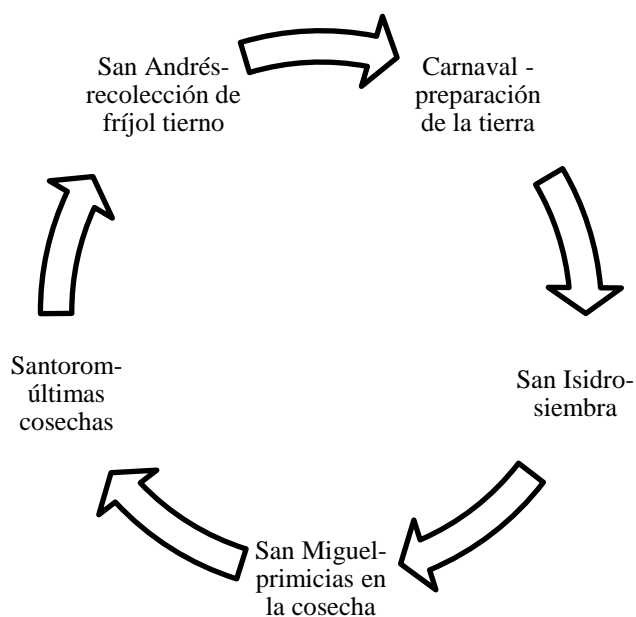 San Andrés-
recolección de
fríjol tierno
Carnaval -
preparación
de la tierra
San Isidro-
siembra
San Miguel-
primicias en
la cosecha
Santorom-
últimas
cosechas